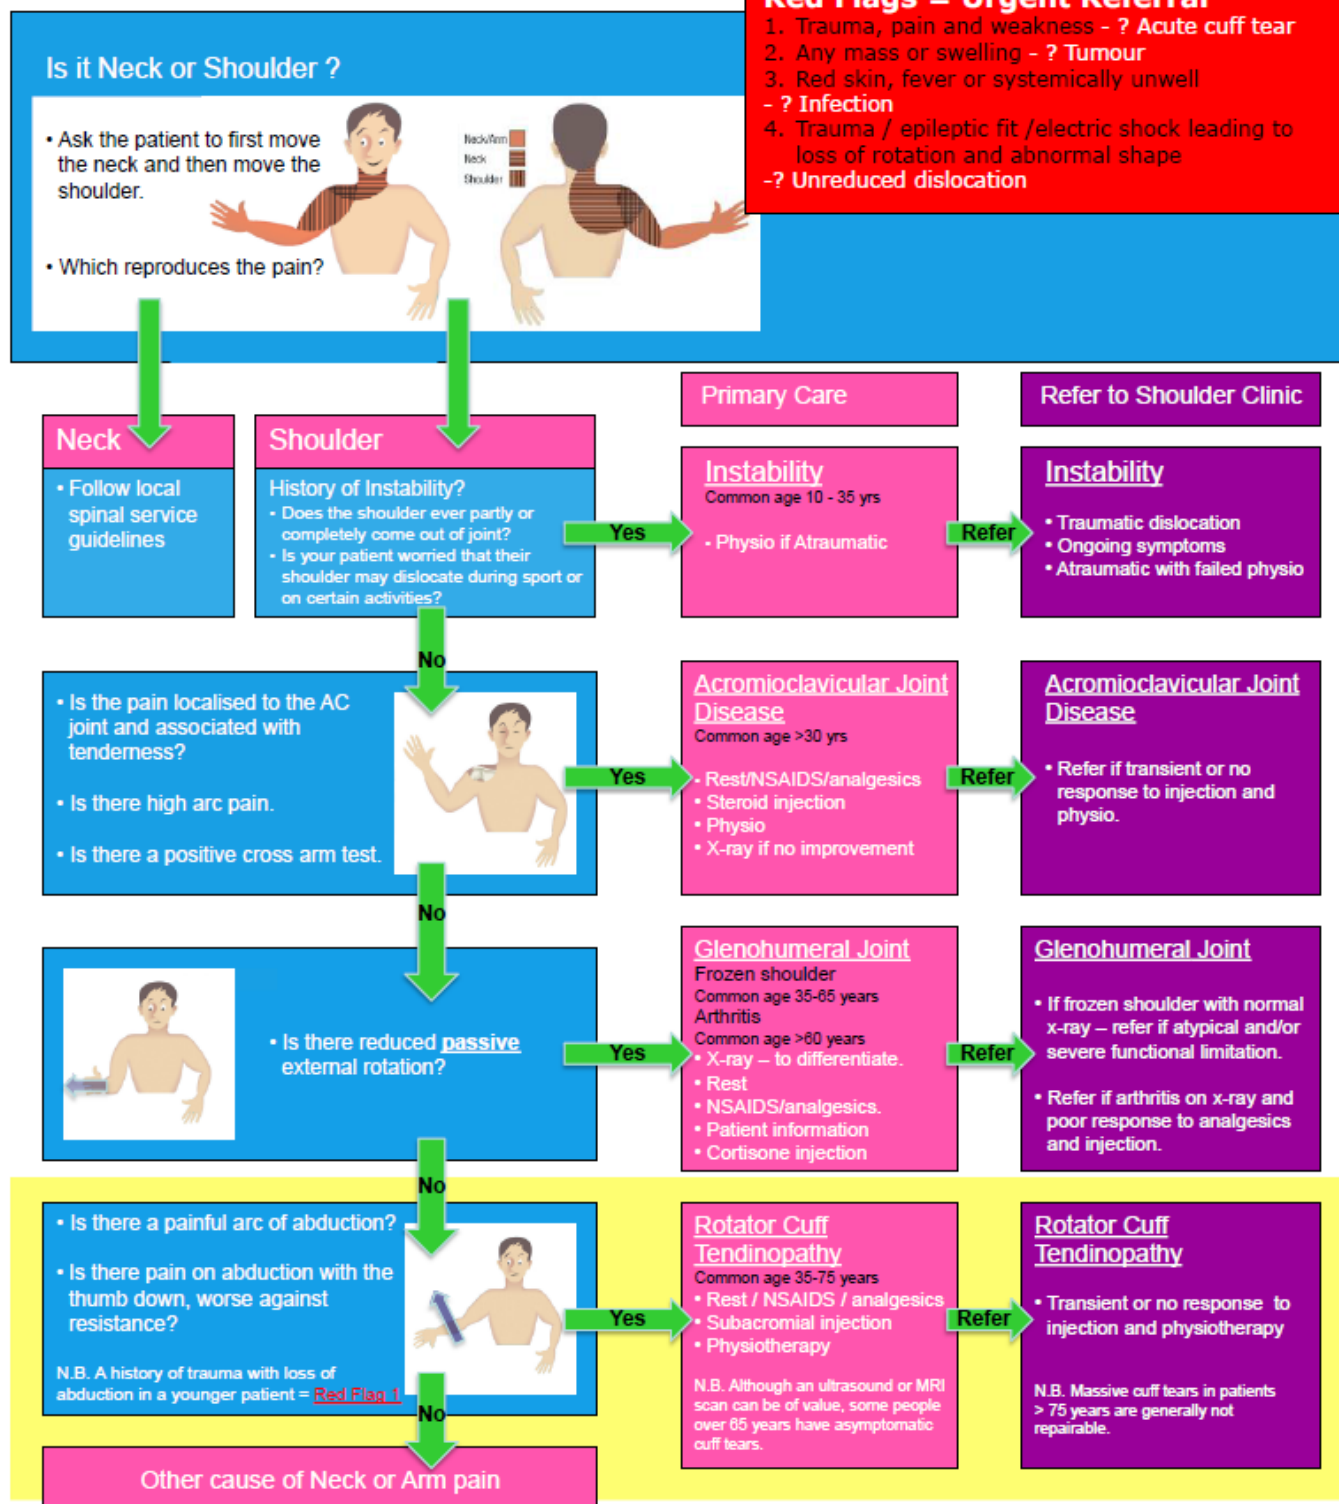 Red Flags = Urgent Referral
1. Trauma, pain and weakness - ? Acute cuff tear
2. Any mass or swelling - ? Tumour
3. Red skin, fever or systemically unwell
- ? Infection
4. Trauma / epileptic fit /electric shock leading to
loss of rotation and abnormal shape
-? Unreduced dislocation
Is it Neck or Shoulder ?
• Ask the patient to first move
the neck and then move the
shoulder.
• Which reproduces the pain?
Neck/Arm
Neck
Shoulder
Neck
• Follow local
spinal service
guidelines
Shoulder
History of Instability?
• Does the shoulder ever partly or
completely come out of joint?
• Is your patient worried that their
shoulder may dislocate during sport or
on certain activities?
Yes
Primary Care
Instability
Common age 10 - 35 yrs
- Physio if Atraumatic
Refer
Refer to Shoulder Clinic
Instability
• Traumatic dislocation
• Ongoing symptoms
• Atraumatic with failed physio
No
• Is the pain localised to the AC
joint and associated with
tenderness?
• Is there high arc pain.
• Is there a positive cross arm test.
Yes
Acromioclavicular Joint
Disease
Common age >30 yrs
- Rest/NSAIDS/analgesics
• Steroid injection
• Physio
• X-ray if no improvement
Refer
Acromioclavicular Joint
Disease
• Refer if transient or no
response to injection and
physio.
No
• Is there reduced passive
external rotation?
Yes
Glenohumeral Joint
Frozen shoulder
Common age 35-65 years
Arthritis
Common age >60 years
• X-ray – to differentiate.
• Rest
• NSAIDS/analgesics.
• Patient information
• Cortisone injection
Refer
Glenohumeral Joint
• If frozen shoulder with normal
x-ray – refer if atypical and/or
severe functional limitation.
• Refer if arthritis on x-ray and
poor response to analgesics
and injection.
No
• Is there a painful arc of abduction?
• Is there pain on abduction with the
thumb down, worse against
resistance?
N.B. A history of trauma with loss of
abduction in a younger patient = Red Flag 1
Yes
Rotator Cuff
Tendinopathy
Common age 35-75 years
• Rest / NSAIDS / analgesics
• Subacromial injection
• Physiotherapy
N.B. Although an ultrasound or MRI
scan can be of value, some people
over 65 years have asymptomatic
cuff tears.
Refer
Rotator Cuff
Tendinopathy
• Transient or no response to
injection and physiotherapy
N.B. Massive cuff tears in patients
> 75 years are generally not
repairable.
No
Other cause of Neck or Arm pain